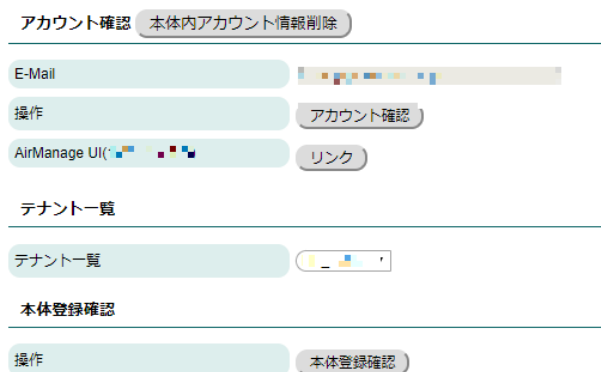 アカウント確認 本体内アカウント情報削除
E-Mail
操作 アカウント確認
AirManage UI( リンク
テナント一覧
テナント一覧
本体登録確認
操作 本体登録確認